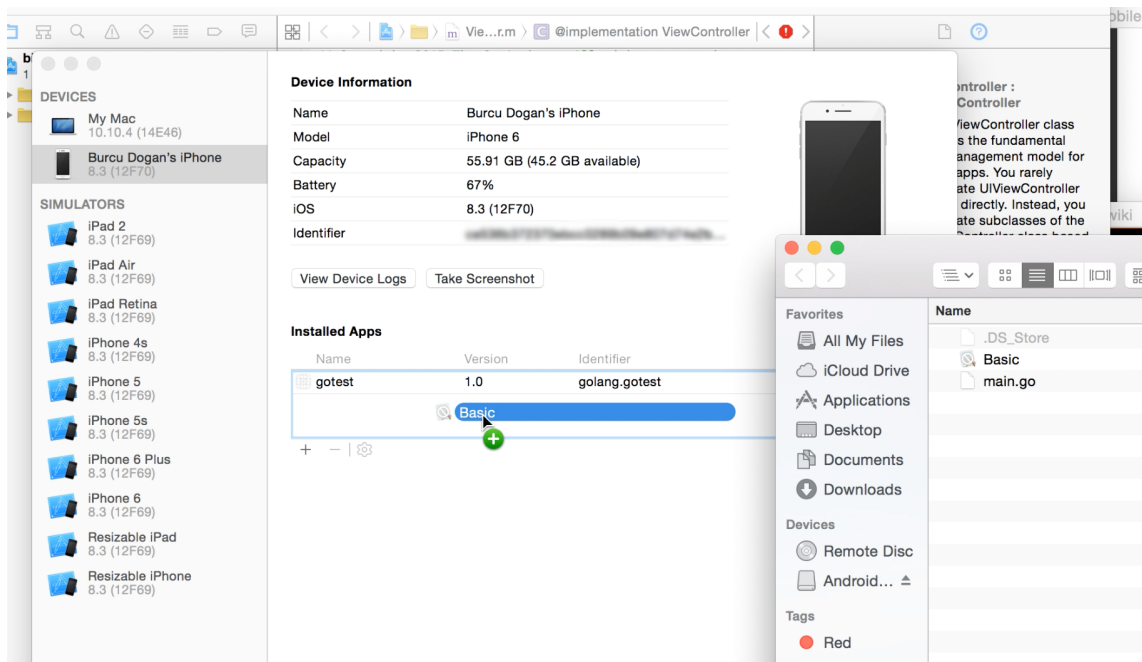 Vie...r.m
@implementation ViewController
DEVICES
My Mac
10.10.4 (14E46)
Burcu Dogan's iPhone
8.3 (12F70)
SIMULATORS
iPad 2
8.3 (12F69)
iPad Air
8.3 (12F69)
iPad Retina
8.3 (12F69)
iPhone 4s
8.3 (12F69)
iPhone 5
8.3 (12F69)
iPhone 5s
8.3 (12F69)
iPhone 6 Plus
8.3 (12F69)
iPhone 6
8.3 (12F69)
Resizable iPad
8.3 (12F69)
Resizable iPhone
8.3 (12F69)
Device Information
Name Burcu Dogan's iPhone
Model iPhone 6
Capacity 55.91 GB (45.2 GB available)
Battery 67%
iOS 8.3 (12F70)
Identifier
View Device Logs Take Screenshot
Installed Apps
Name Version Identifier
gotest 1.0 golang.gotest
Basic
ontroller :
Controller
ViewController class
s the fundamental
anagement model for
apps. You rarely
ate UIViewController
directly. Instead, you
ate subclasses of the
wiki
Favorites
All My Files
iCloud Drive
Applications
Desktop
Documents
Downloads
Devices
Remote Disc
Android...
Tags
Red
Name
.DS_Store
Basic
main.go